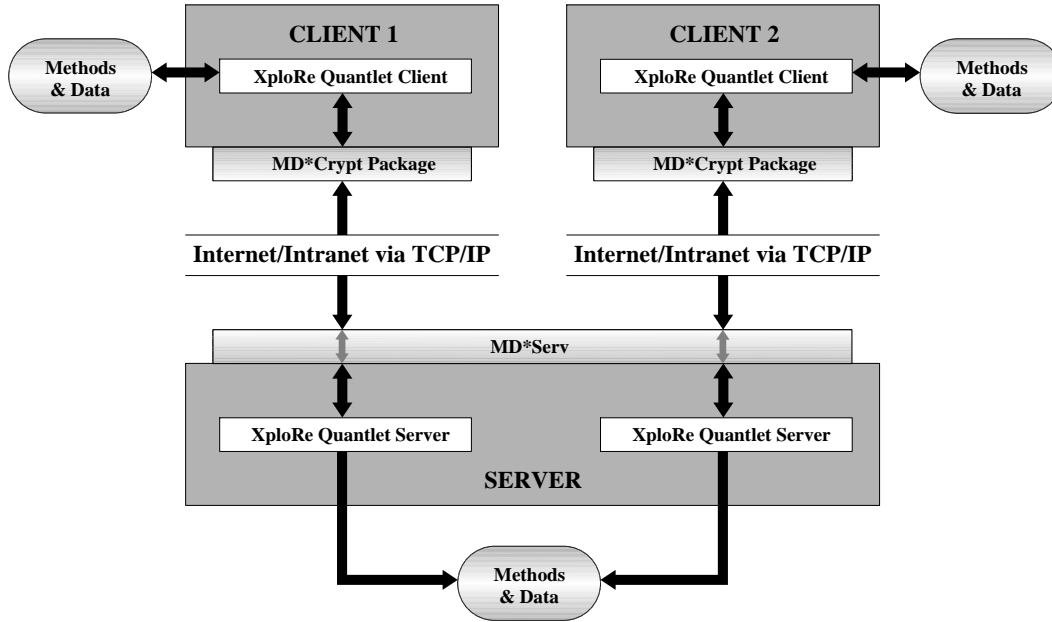 CLIENT 1
CLIENT 2
Methods
& Data
XploRe Quantlet Client
XploRe Quantlet Client
Methods
& Data
MD*Crypt Package
MD*Crypt Package
Internet/Intranet via TCP/IP
Internet/Intranet via TCP/IP
MD*Serv
XploRe Quantlet Server
XploRe Quantlet Server
SERVER
Methods
& Data